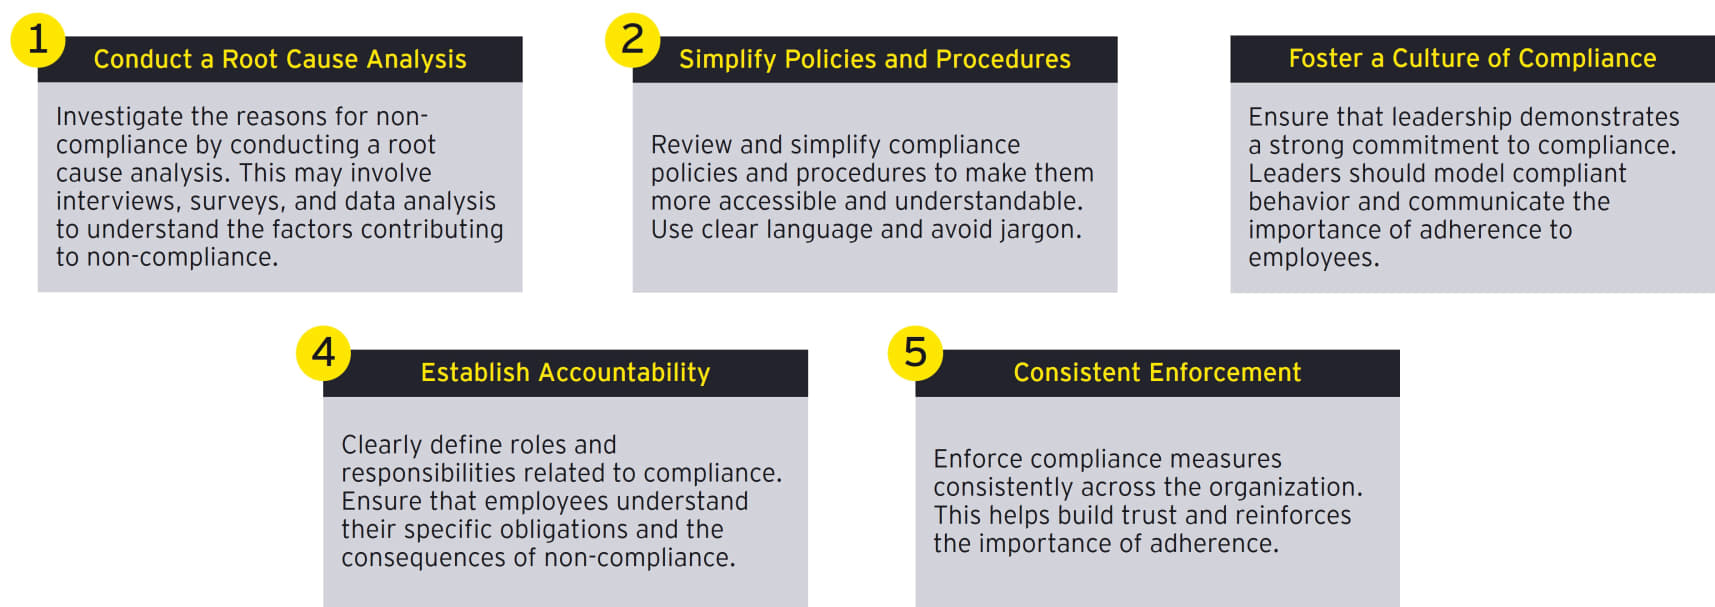 1
Conduct a Root Cause Analysis
Investigate the reasons for non-
compliance by conducting a root
cause analysis. This may involve
interviews, surveys, and data analysis
to understand the factors contributing
to non-compliance.
2
Simplify Policies and Procedures
Review and simplify compliance
policies and procedures to make them
more accessible and understandable.
Use clear language and avoid jargon.
Foster a Culture of Compliance
Ensure that leadership demonstrates
a strong commitment to compliance.
Leaders should model compliant
behavior and communicate the
importance of adherence to
employees.
4
Establish Accountability
Clearly define roles and
responsibilities related to compliance.
Ensure that employees understand
their specific obligations and the
consequences of non-compliance.
5
Consistent Enforcement
Enforce compliance measures
consistently across the organization.
This helps build trust and reinforces
the importance of adherence.